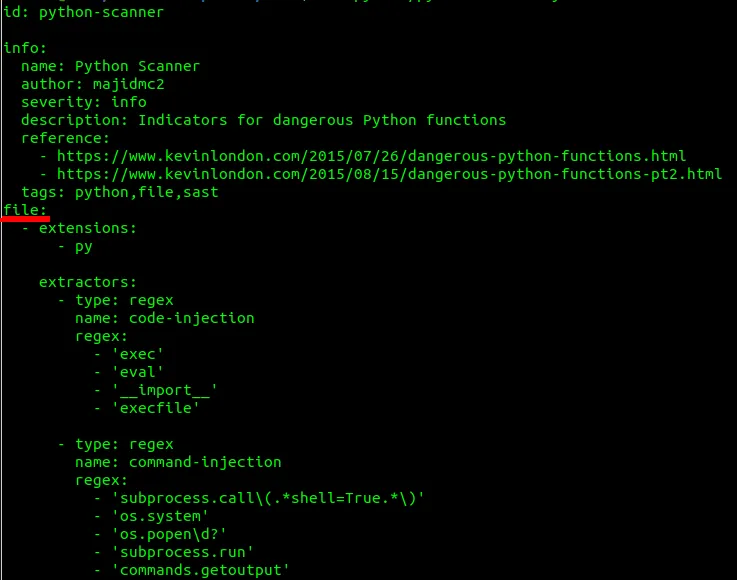 id: python-scanner
info:
name: Python Scanner
author: majidmc2
severity: info
description: Indicators for dangerous Python functions
reference:
- https://www.kevinlondon.com/2015/07/26/dangerous-python-functions.html
- https://www.kevinlondon.com/2015/08/15/dangerous-python-functions-pt2.html
tags: python,file,sast
file:
- extensions:
- py
extractors:
- type: regex
name: code-injection
regex:
- 'exec'
- 'eval'
- '__import__'
- 'execfile'
- type: regex
name: command-injection
regex:
- 'subprocess.call\(.*shell=True.*\)'
- 'os.system'
- 'os.popen\d?'
- 'subprocess.run'
- 'commands.getoutput'